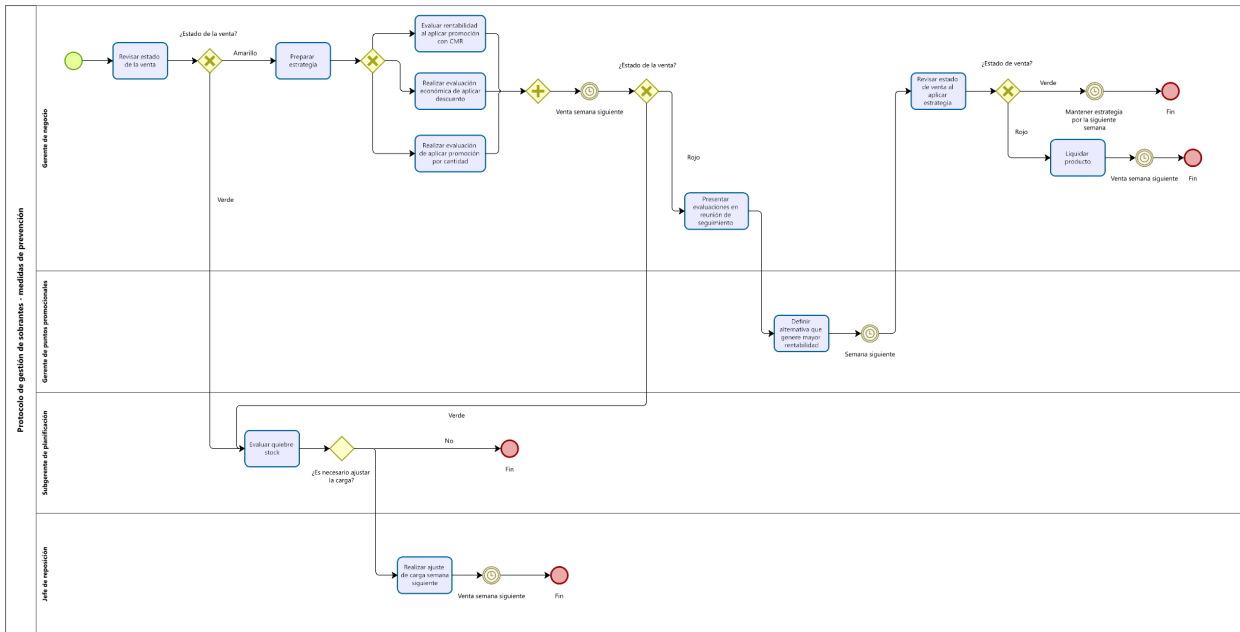 Protocolo de gestión de sobrantes - medidas de prevención
Gerente de negocio
Revisar estado
de la venta
¿Estado de la venta?
Amarillo
Verde
Preparar
estrategia
Evaluar rentabilidad
al aplicar promoción
con CMR
Realizar evaluación
económica de aplicar
descuento
Realizar evaluación
de aplicar promoción
por cantidad
Venta semana siguiente
¿Estado de la venta?
Rojo
Presentar
evaluaciones en
reunión de
seguimiento
Revisar estado
de venta al
aplicar
estrategia
¿Estado de venta?
Verde
Mantener estrategia
por la siguiente
semana
Fin
Rojo
Liquidar
producto
Venta semana siguiente
Fin
Gerente de puntos promocionales
Definir
alternativa que
genere mayor
rentabilidad
Semana siguiente
Subgerente de planificación
Verde
Evaluar quiebre
stock
¿Es necesario ajustar
la carga?
No
Fin
Jefe de reposición
Realizar ajuste
de carga semana
siguiente
Venta semana siguiente
Fin